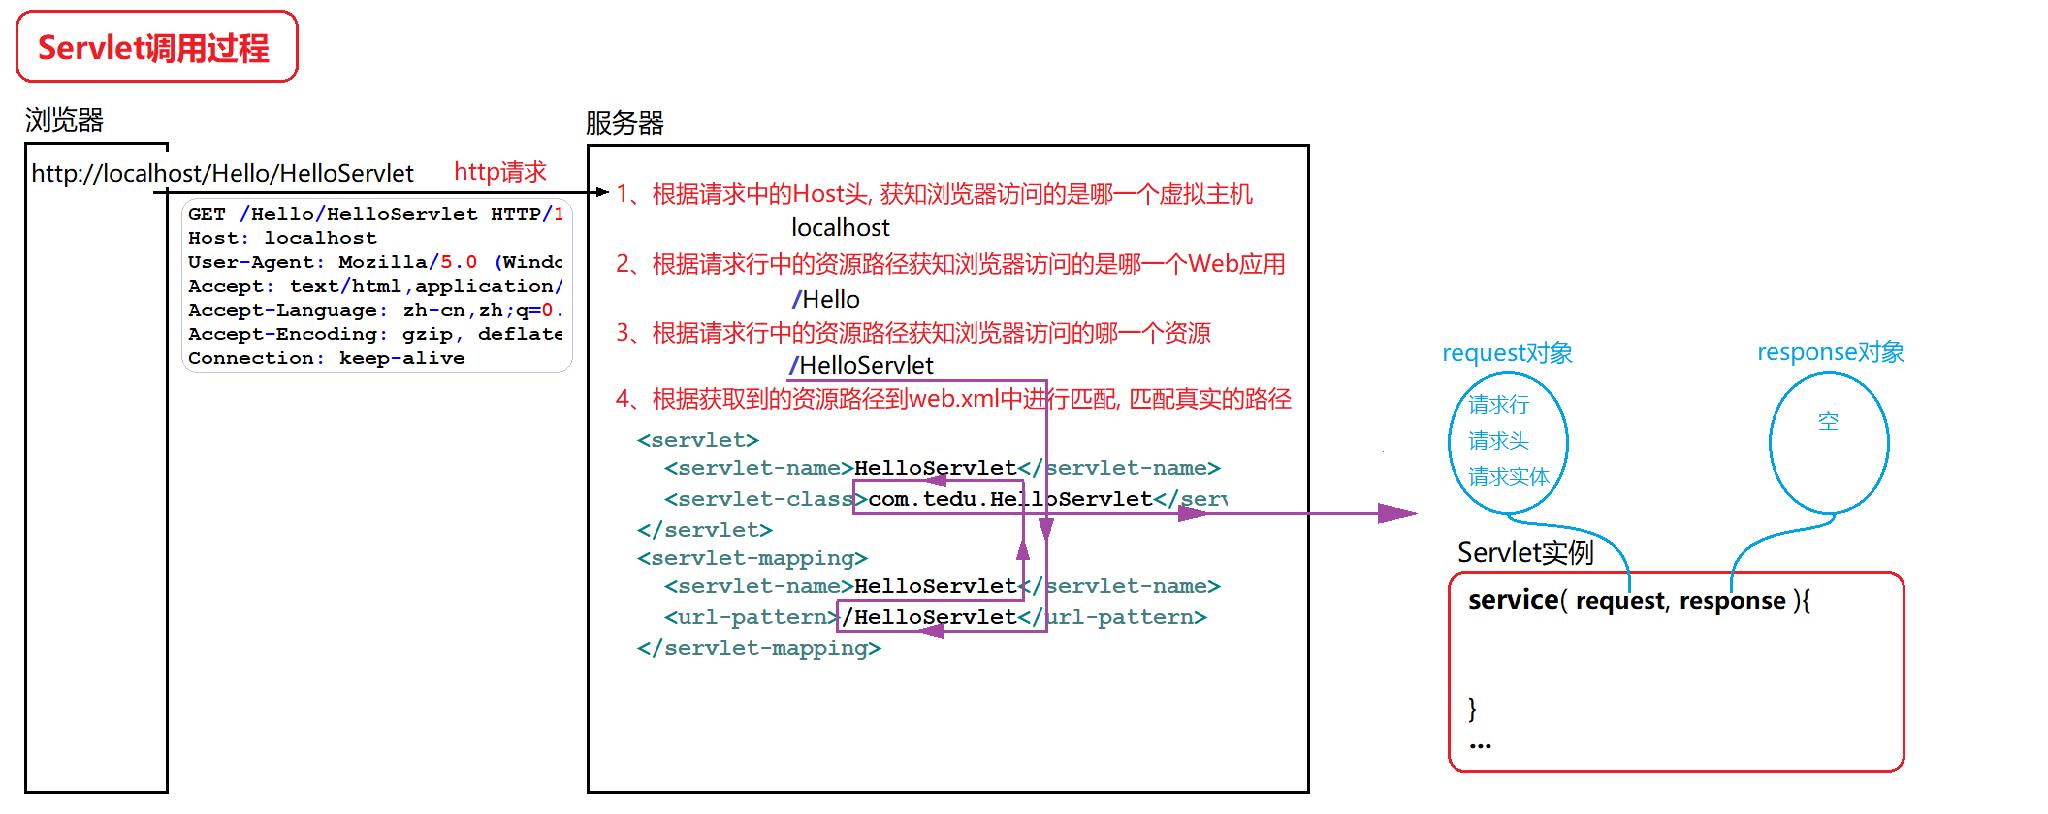 Servlet调用过程
浏览器
http://localhost/Hello/HelloServlet
http请求
GET /Hello/HelloServlet HTTP/1
Host: localhost
User-Agent: Mozilla/5.0 (Windo
Accept: text/html,application/
Accept-Language: zh-cn,zh;q=0.
Accept-Encoding: gzip, deflate
Connection: keep-alive
服务器
1、根据请求中的Host头, 获知浏览器访问的是哪一个虚拟主机
localhost
2、根据请求行中的资源路径获知浏览器访问的是哪一个Web应用
/Hello
3、根据请求行中的资源路径获知浏览器访问的哪一个资源
/HelloServlet
4、根据获取到的资源路径到web.xml中进行匹配, 匹配真实的路径
<servlet>
<servlet-name>HelloServlet</servlet-name>
<servlet-class>com.tedu.HelloServlet</serv
</servlet>
<servlet-mapping>
<servlet-name>HelloServlet</servlet-name>
<url-pattern>/HelloServlet</url-pattern>
</servlet-mapping>
request对象
请求行
请求头
请求实体
response对象
空
Servlet实例
service( request, response ){
}
...